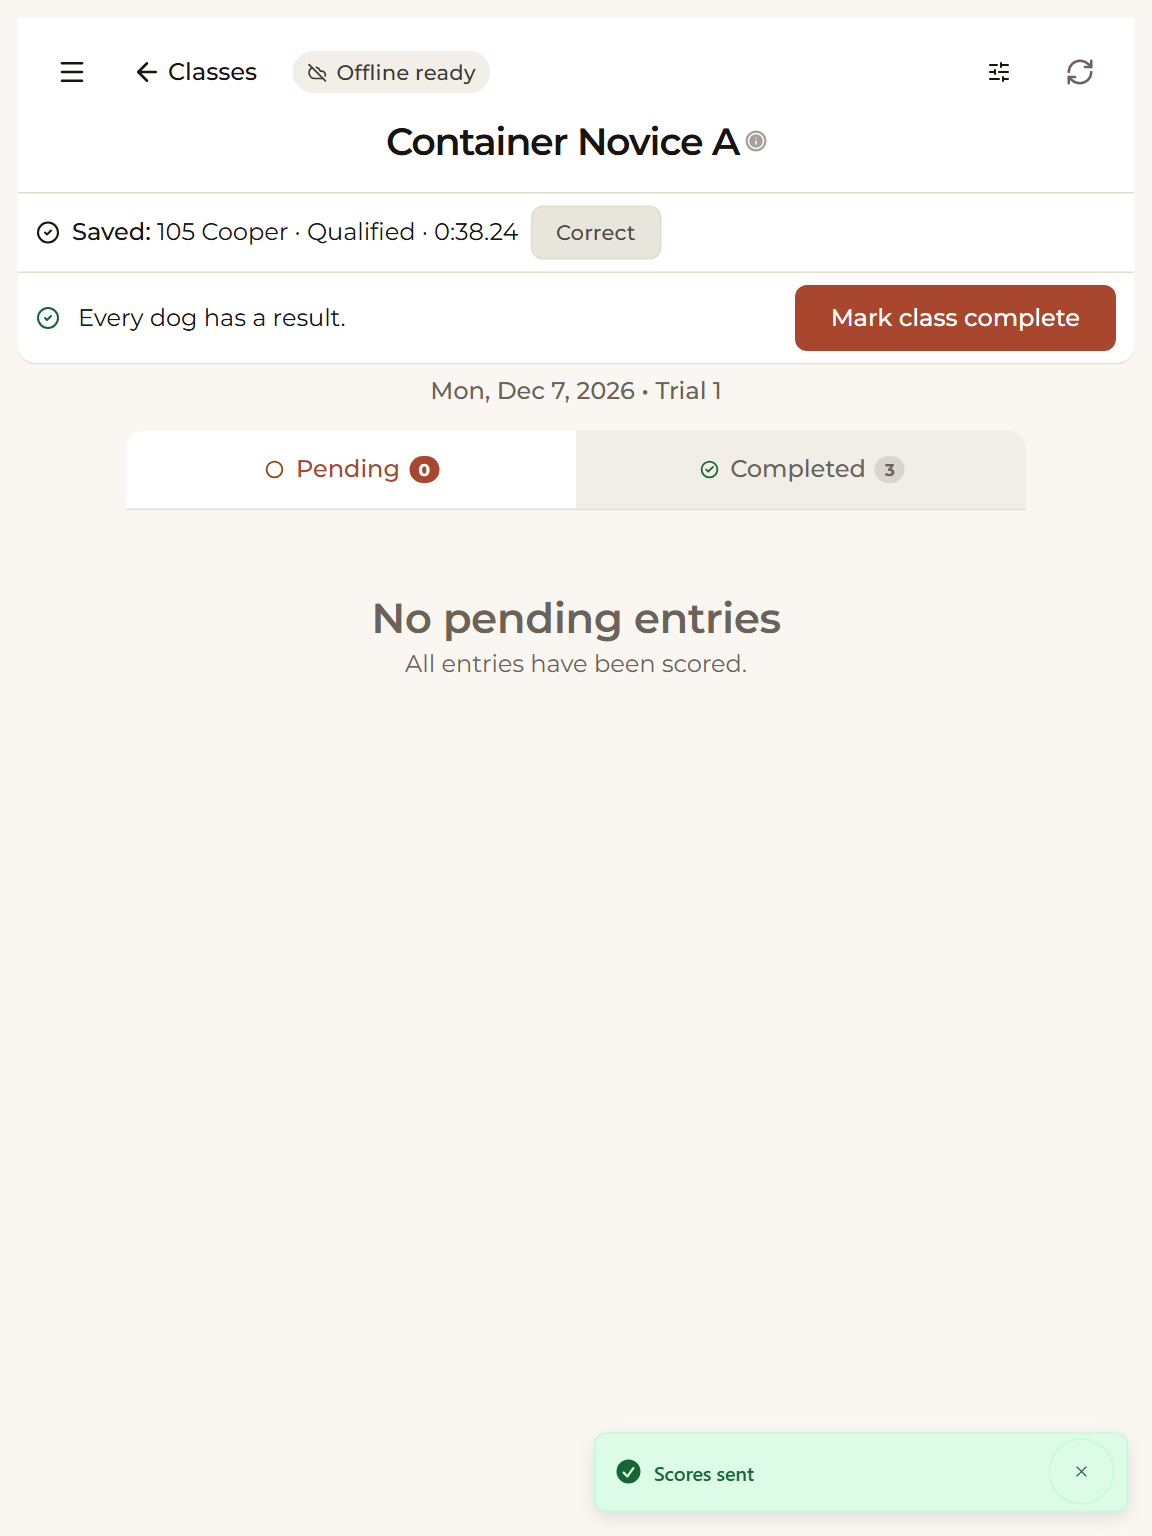 Classes
Offline ready
Container Novice A
Saved: 105 Cooper · Qualified · 0:38.24
Correct
Every dog has a result.
Mark class complete
Mon, Dec 7, 2026 • Trial 1
Pending 0
Completed 3
No pending entries
All entries have been scored.
Scores sent